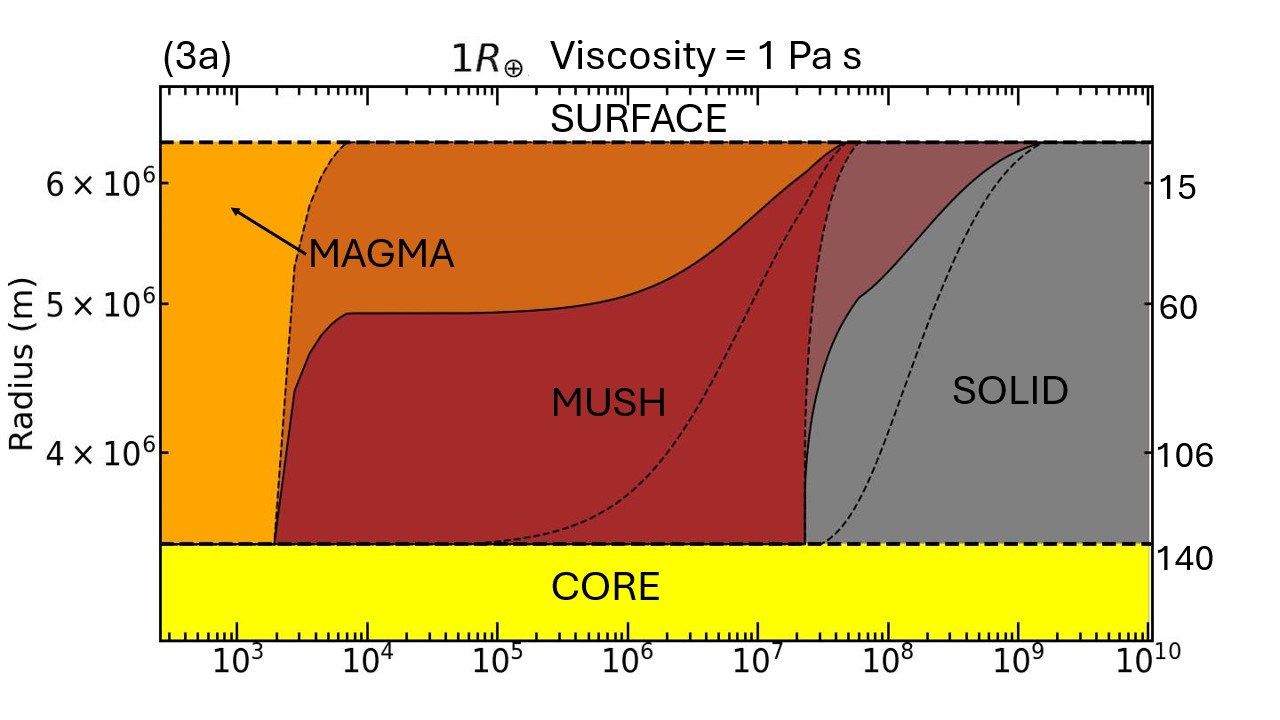 (3a) 1R⊕ Viscosity = 1 Pa s
SURFACE
6 × 10⁶
15
MAGMA
5 × 10⁶
60
Radius (m)
MUSH
SOLID
4 × 10⁶
106
140
CORE
10³ 10⁴ 10⁵ 10⁶ 10⁷ 10⁸ 10⁹ 10¹⁰